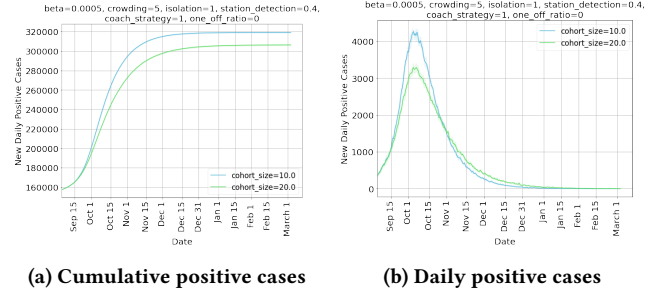 beta=0.0005, crowding=5, isolation=1, station_detection=0.4,
coach_strategy=1, one_off_ratio=0
320000
300000
280000
260000
240000
220000
200000
180000
160000
New Daily Positive Cases
cohort_size=10.0
cohort_size=20.0
Sep 15
Oct 1
Oct 15
Nov 1
Nov 15
Dec 1
Dec 15
Dec 31
Jan 1
Jan 15
Feb 1
Feb 15
March 1
Date
(a) Cumulative positive cases
beta=0.0005, crowding=5, isolation=1, station_detection=0.4,
coach_strategy=1, one_off_ratio=0
4000
3000
2000
1000
0
New Daily Positive Cases
cohort_size=10.0
cohort_size=20.0
Sep 15
Oct 1
Oct 15
Nov 1
Nov 15
Dec 1
Dec 15
Dec 31
Jan 1
Jan 15
Feb 1
Feb 15
March 1
Date
(b) Daily positive cases